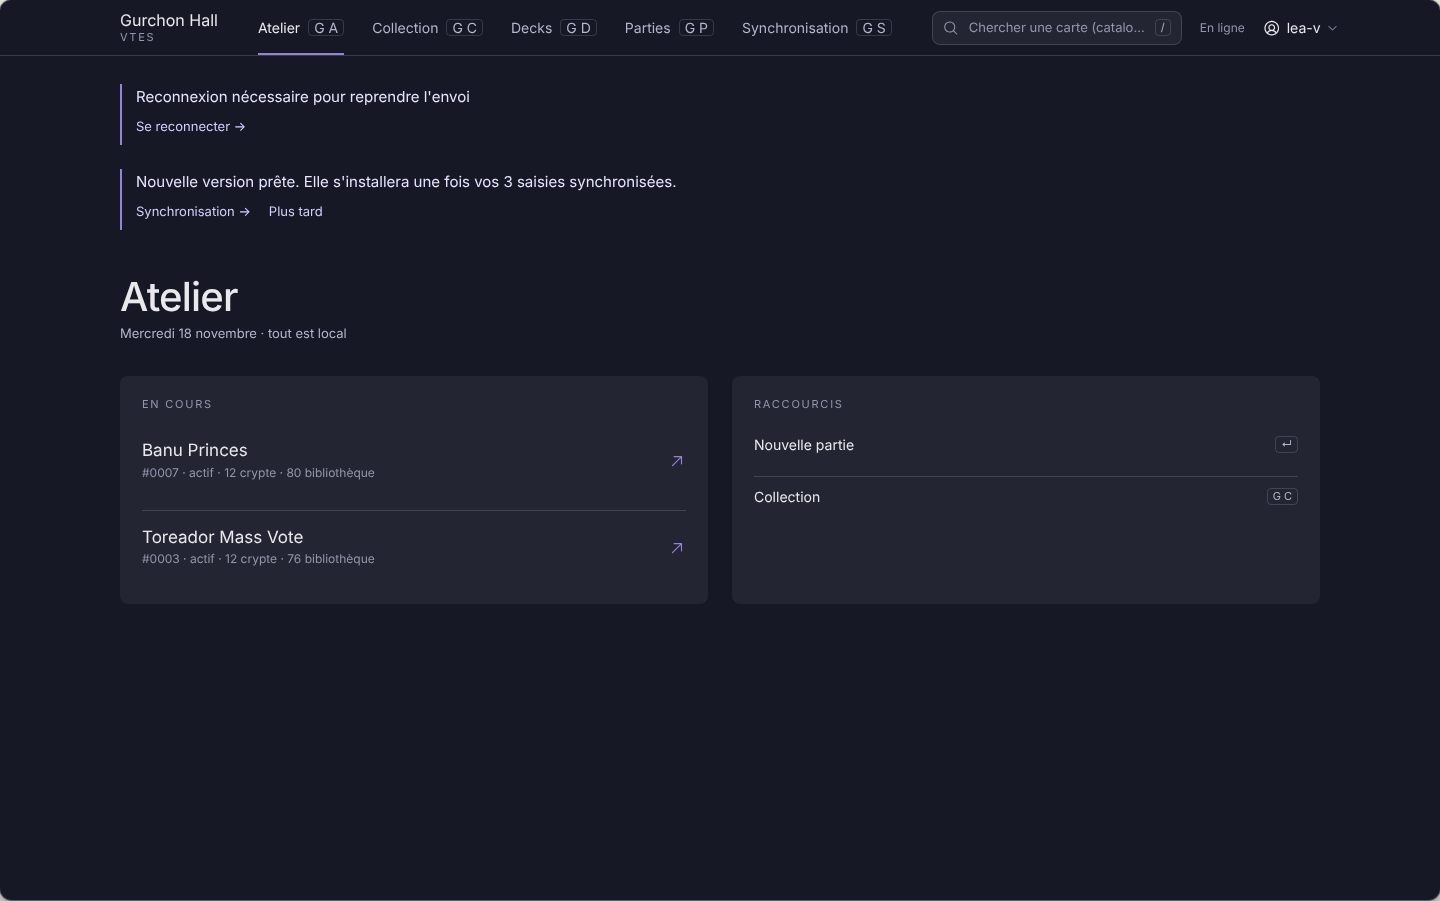 Gurchon Hall
VTES
Atelier G A
Collection G C
Decks G D
Parties G P
Synchronisation G S
Chercher une carte (catalo... /
En ligne
lea-v
Reconnexion nécessaire pour reprendre l'envoi
Se reconnecter →
Nouvelle version prête. Elle s'installera une fois vos 3 saisies synchronisées.
Synchronisation → Plus tard
Atelier
Mercredi 18 novembre · tout est local
EN COURS
Banu Princes
#0007 · actif · 12 crypte · 80 bibliothèque
Toreador Mass Vote
#0003 · actif · 12 crypte · 76 bibliothèque
RACCOURCIS
Nouvelle partie ↵
Collection G C